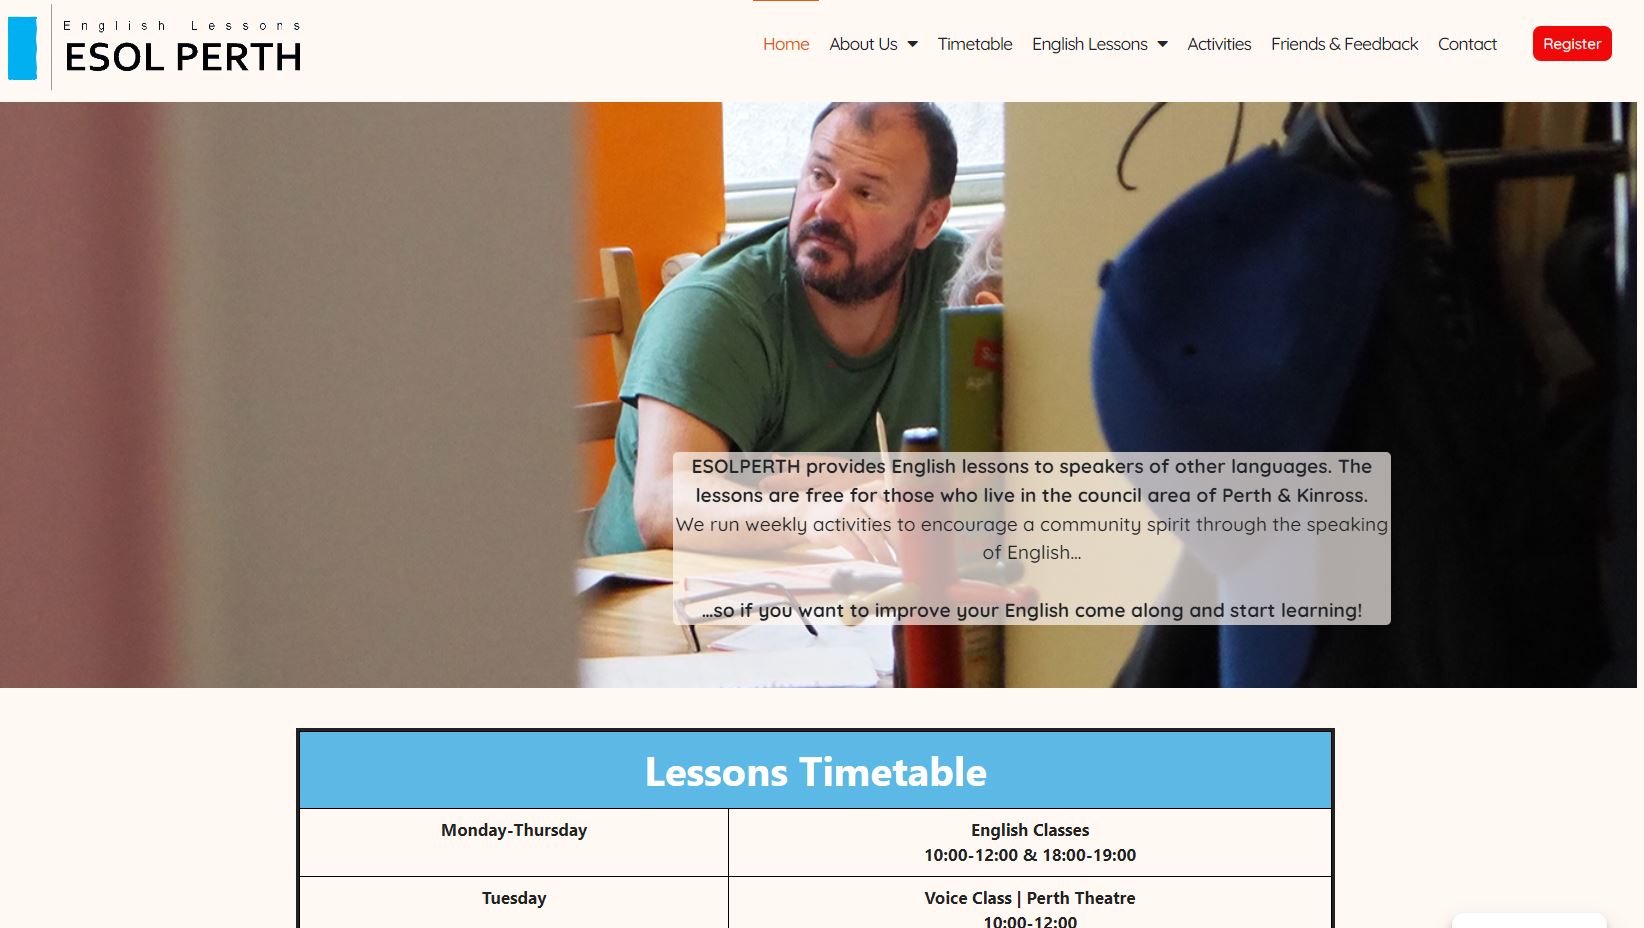 English Lessons
ESOL PERTH
Home About Us Timetable English Lessons Activities Friends & Feedback Contact Register
ESOLPERTH provides English lessons to speakers of other languages. The
lessons are free for those who live in the council area of Perth & Kinross.
We run weekly activities to encourage a community spirit through the speaking
of English...
...so if you want to improve your English come along and start learning!
Lessons Timetable
Monday-Thursday
English Classes
10:00-12:00 & 18:00-19:00
Tuesday
Voice Class | Perth Theatre
10:00-12:00